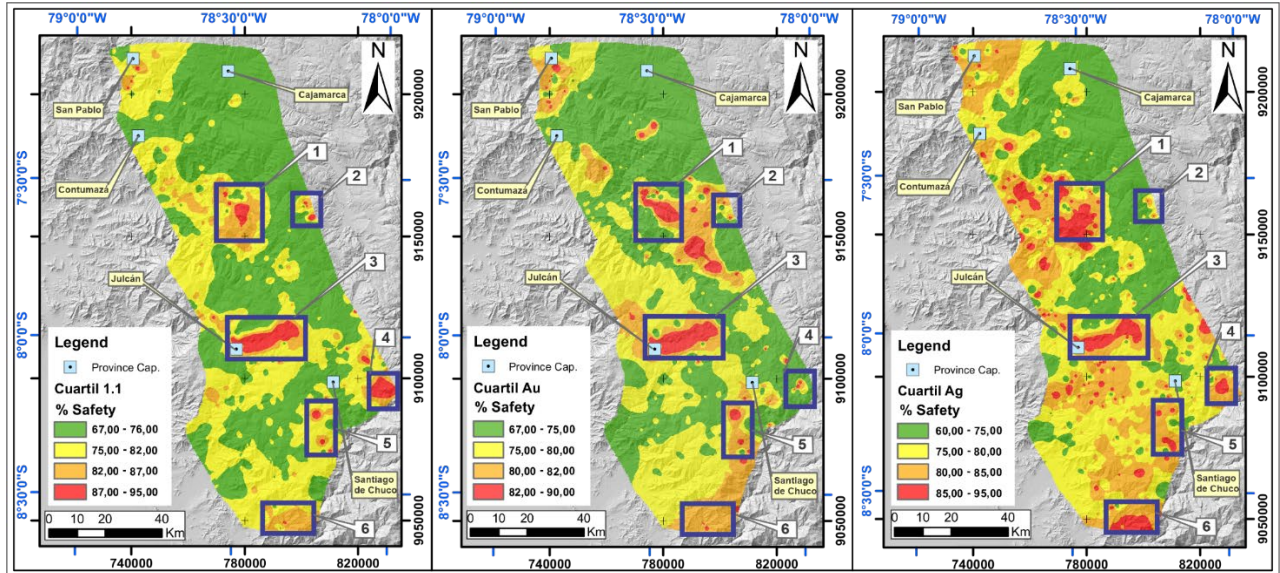 79°0'0"W
78°30'0"W
78°0'0"W
N
San Pablo
Cajamarca
Contumazá
1
2
Julcán
3
4
5
Santiago
de Chuco
6
7°30'0"S
8°0'0"S
8°30'0"S
9200000
9150000
9100000
9050000
Legend
Province Cap.
Cuartil 1.1
% Safety
67,00 - 76,00
75,00 - 82,00
82,00 - 87,00
87,00 - 95,00
0 10 20 40
Km
740000
780000
820000
79°0'0"W
78°30'0"W
78°0'0"W
N
San Pablo
Cajamarca
Contumazá
1
2
Julcán
3
4
5
Santiago
de Chuco
6
7°30'0"S
8°0'0"S
8°30'0"S
9200000
9150000
9100000
9050000
Legend
Province Cap.
Cuartil Au
% Safety
67,00 - 75,00
75,00 - 80,00
80,00 - 82,00
82,00 - 90,00
0 10 20 40
Km
740000
780000
820000
79°0'0"W
78°30'0"W
78°0'0"W
N
San Pablo
Cajamarca
Contumazá
1
2
Julcán
3
4
5
Santiago
de Chuco
6
7°30'0"S
8°0'0"S
8°30'0"S
9200000
9150000
9100000
9050000
Legend
Province Cap.
Cuartil Ag
% Safety
60,00 - 75,00
75,00 - 80,00
80,00 - 85,00
85,00 - 95,00
0 10 20 40
Km
740000
780000
820000